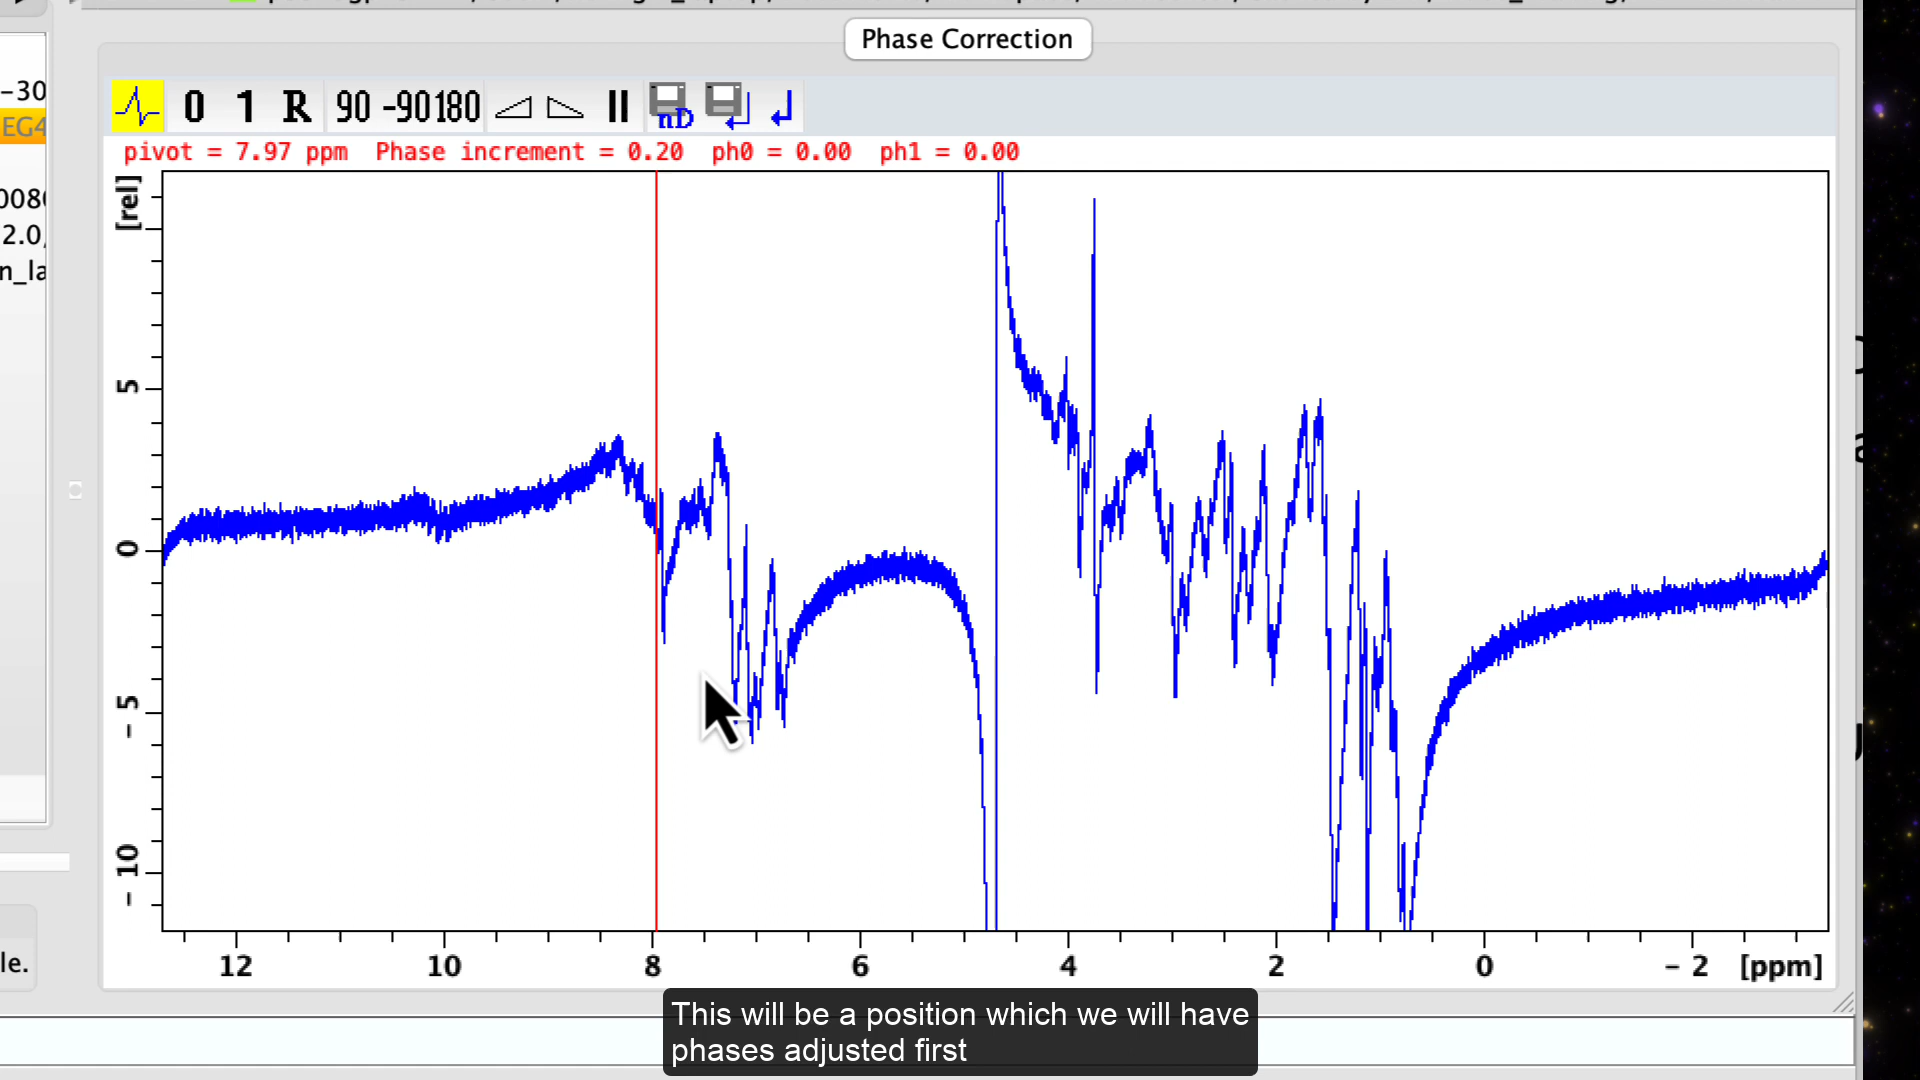 Phase Correction
-30
EG4
0 1 R 90 -90 180 nD
pivot = 7.97 ppm Phase increment = 0.20 ph0 = 0.00 ph1 = 0.00
[rel]
2.0,
n_la
5
0
- 5
- 10
12 10 8 6 4 2 0 - 2 [ppm]
le.
This will be a position which we will have
phases adjusted first